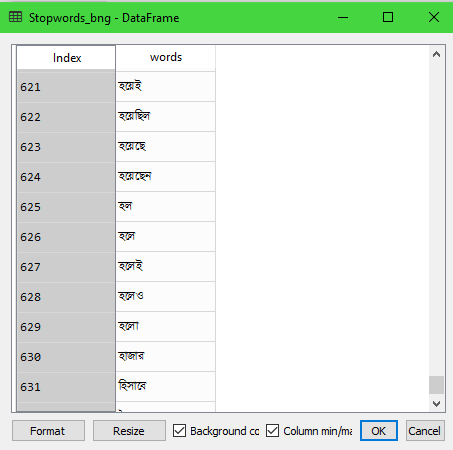 Stopwords_bng - DataFrame
Index words
621 হয়েই
622 হয়েছিল
623 হয়েছে
624 হয়েছেন
625 হল
626 হলে
627 হলেই
628 হলেও
629 হলো
630 হাজার
631 হিসাবে
Format Resize Background cc Column min/ma OK Cancel